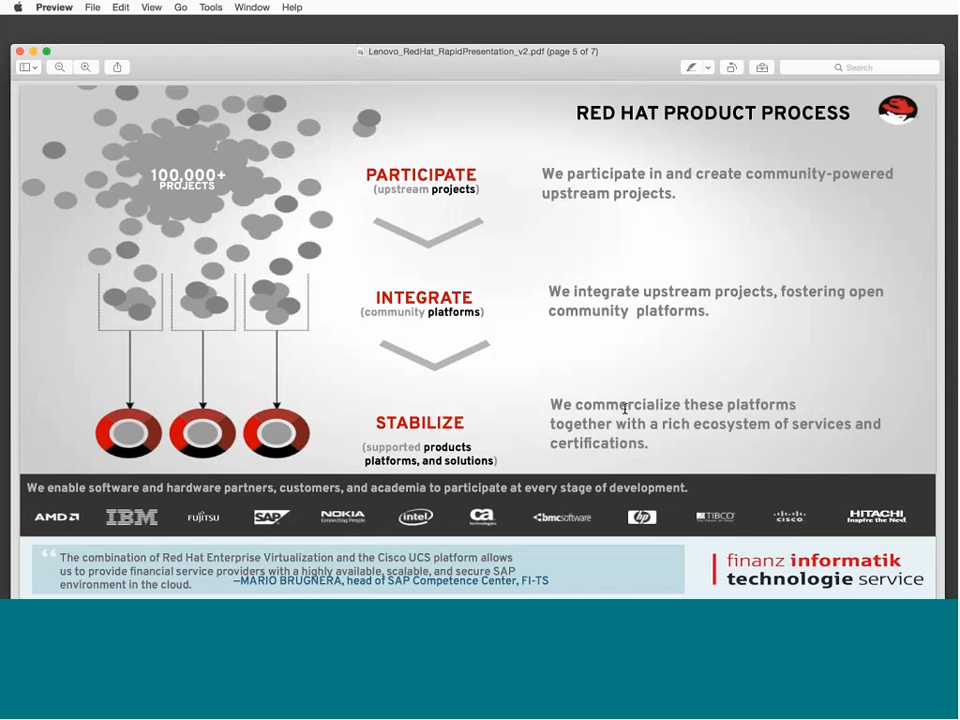 Preview File Edit View Go Tools Window Help
Lenovo_RedHat_RapidPresentation_v2.pdf (page 5 of 7)
Search
RED HAT PRODUCT PROCESS
100,000+
PROJECTS
PARTICIPATE
(upstream projects)
We participate in and create community-powered
upstream projects.
INTEGRATE
(community platforms)
We integrate upstream projects, fostering open
community platforms.
STABILIZE
(supported products
platforms, and solutions)
We commercialize these platforms
together with a rich ecosystem of services and
certifications.
We enable software and hardware partners, customers, and academia to participate at every stage of development.
AMD IBM FUJITSU SAP NOKIA intel ca bmcsoftware hp TIBCO CISCO HITACHI
Connecting People technologies Inspire the Next
“ The combination of Red Hat Enterprise Virtualization and the Cisco UCS platform allows
us to provide financial service providers with a highly available, scalable, and secure SAP
environment in the cloud. —MARIO BRUGNERA, head of SAP Competence Center, FI-TS
finanz informatik
technologie service